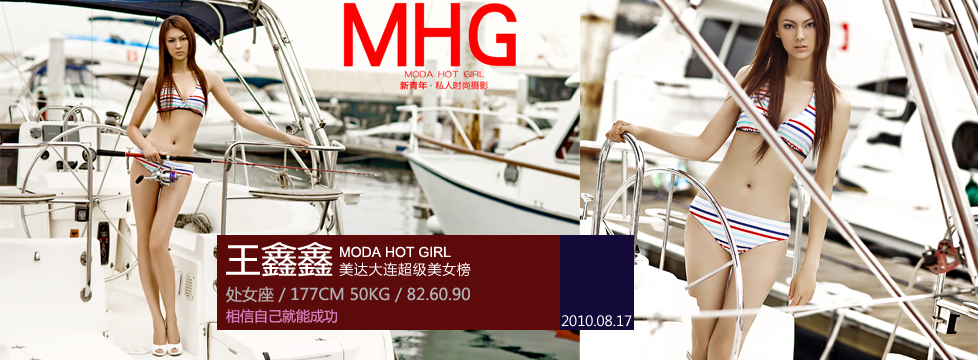 MHG
MODA HOT GIRL
新青年·私人时尚摄影
王鑫鑫 MODA HOT GIRL
美达大连超级美女榜
处女座 / 177CM 50KG / 82.60.90
相信自己就能成功
2010.08.17